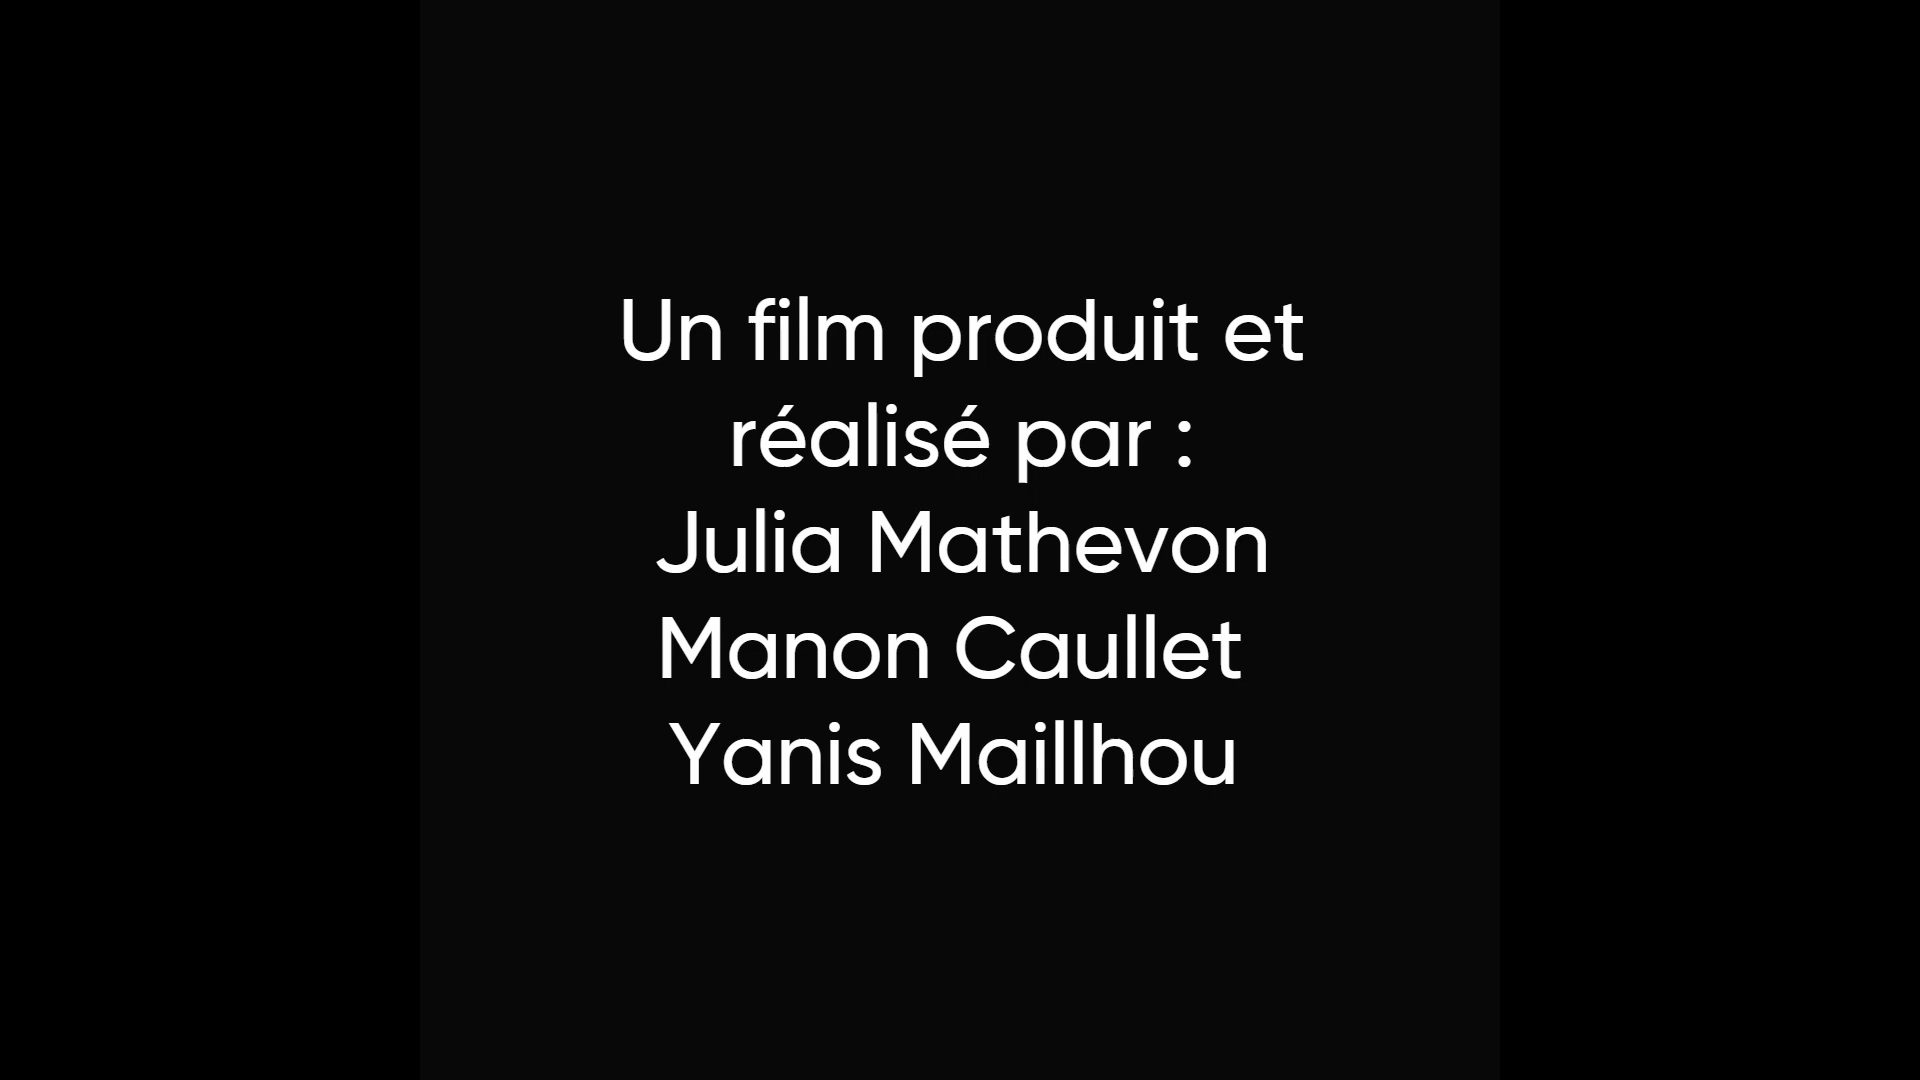 Un film produit et
réalisé par :
Julia Mathevon
Manon Caullet
Yanis Maillhou